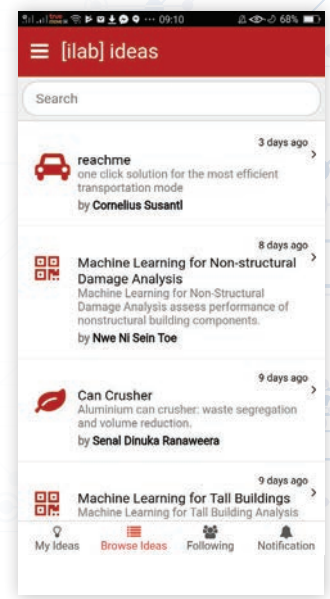 09:10
68%
[ilab] ideas
Search
3 days ago
reachme
one click solution for the most efficient
transportation mode
by Cornelius Susanti
8 days ago
Machine Learning for Non-structural
Damage Analysis
Machine Learning for Non-Structural
Damage Analysis assess performance of
nonstructural building components.
by Nwe Ni Sein Toe
9 days ago
Can Crusher
Aluminium can crusher: waste segregation
and volume reduction.
by Senal Dinuka Ranaweera
9 days ago
Machine Learning for Tall Buildings
Machine Learning for Tall Building Analysis
My Ideas Browse Ideas Following Notification